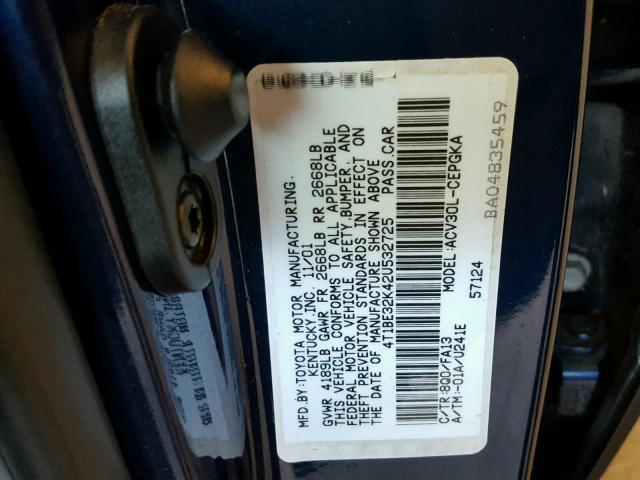 MFD.BY:TOYOTA MOTOR MANUFACTURING.
KENTUCKY,INC. 11/01
GVWR 4189LB GAWR FR 2668LB RR 2668LB
THIS VEHICLE CONFORMS TO ALL APPLICABLE
FEDERAL MOTOR VEHICLE SAFETY,BUMPER, AND
THEFT PREVENTION STANDARDS IN EFFECT ON
THE DATE OF MANUFACTURE SHOWN ABOVE
4T1BE32K42U532725 PASS.CAR
MODEL:ACV30L-CEPGKA
57124
C/TR:8Q0/FA13
A/TM:-01A/U241E
BA04835459